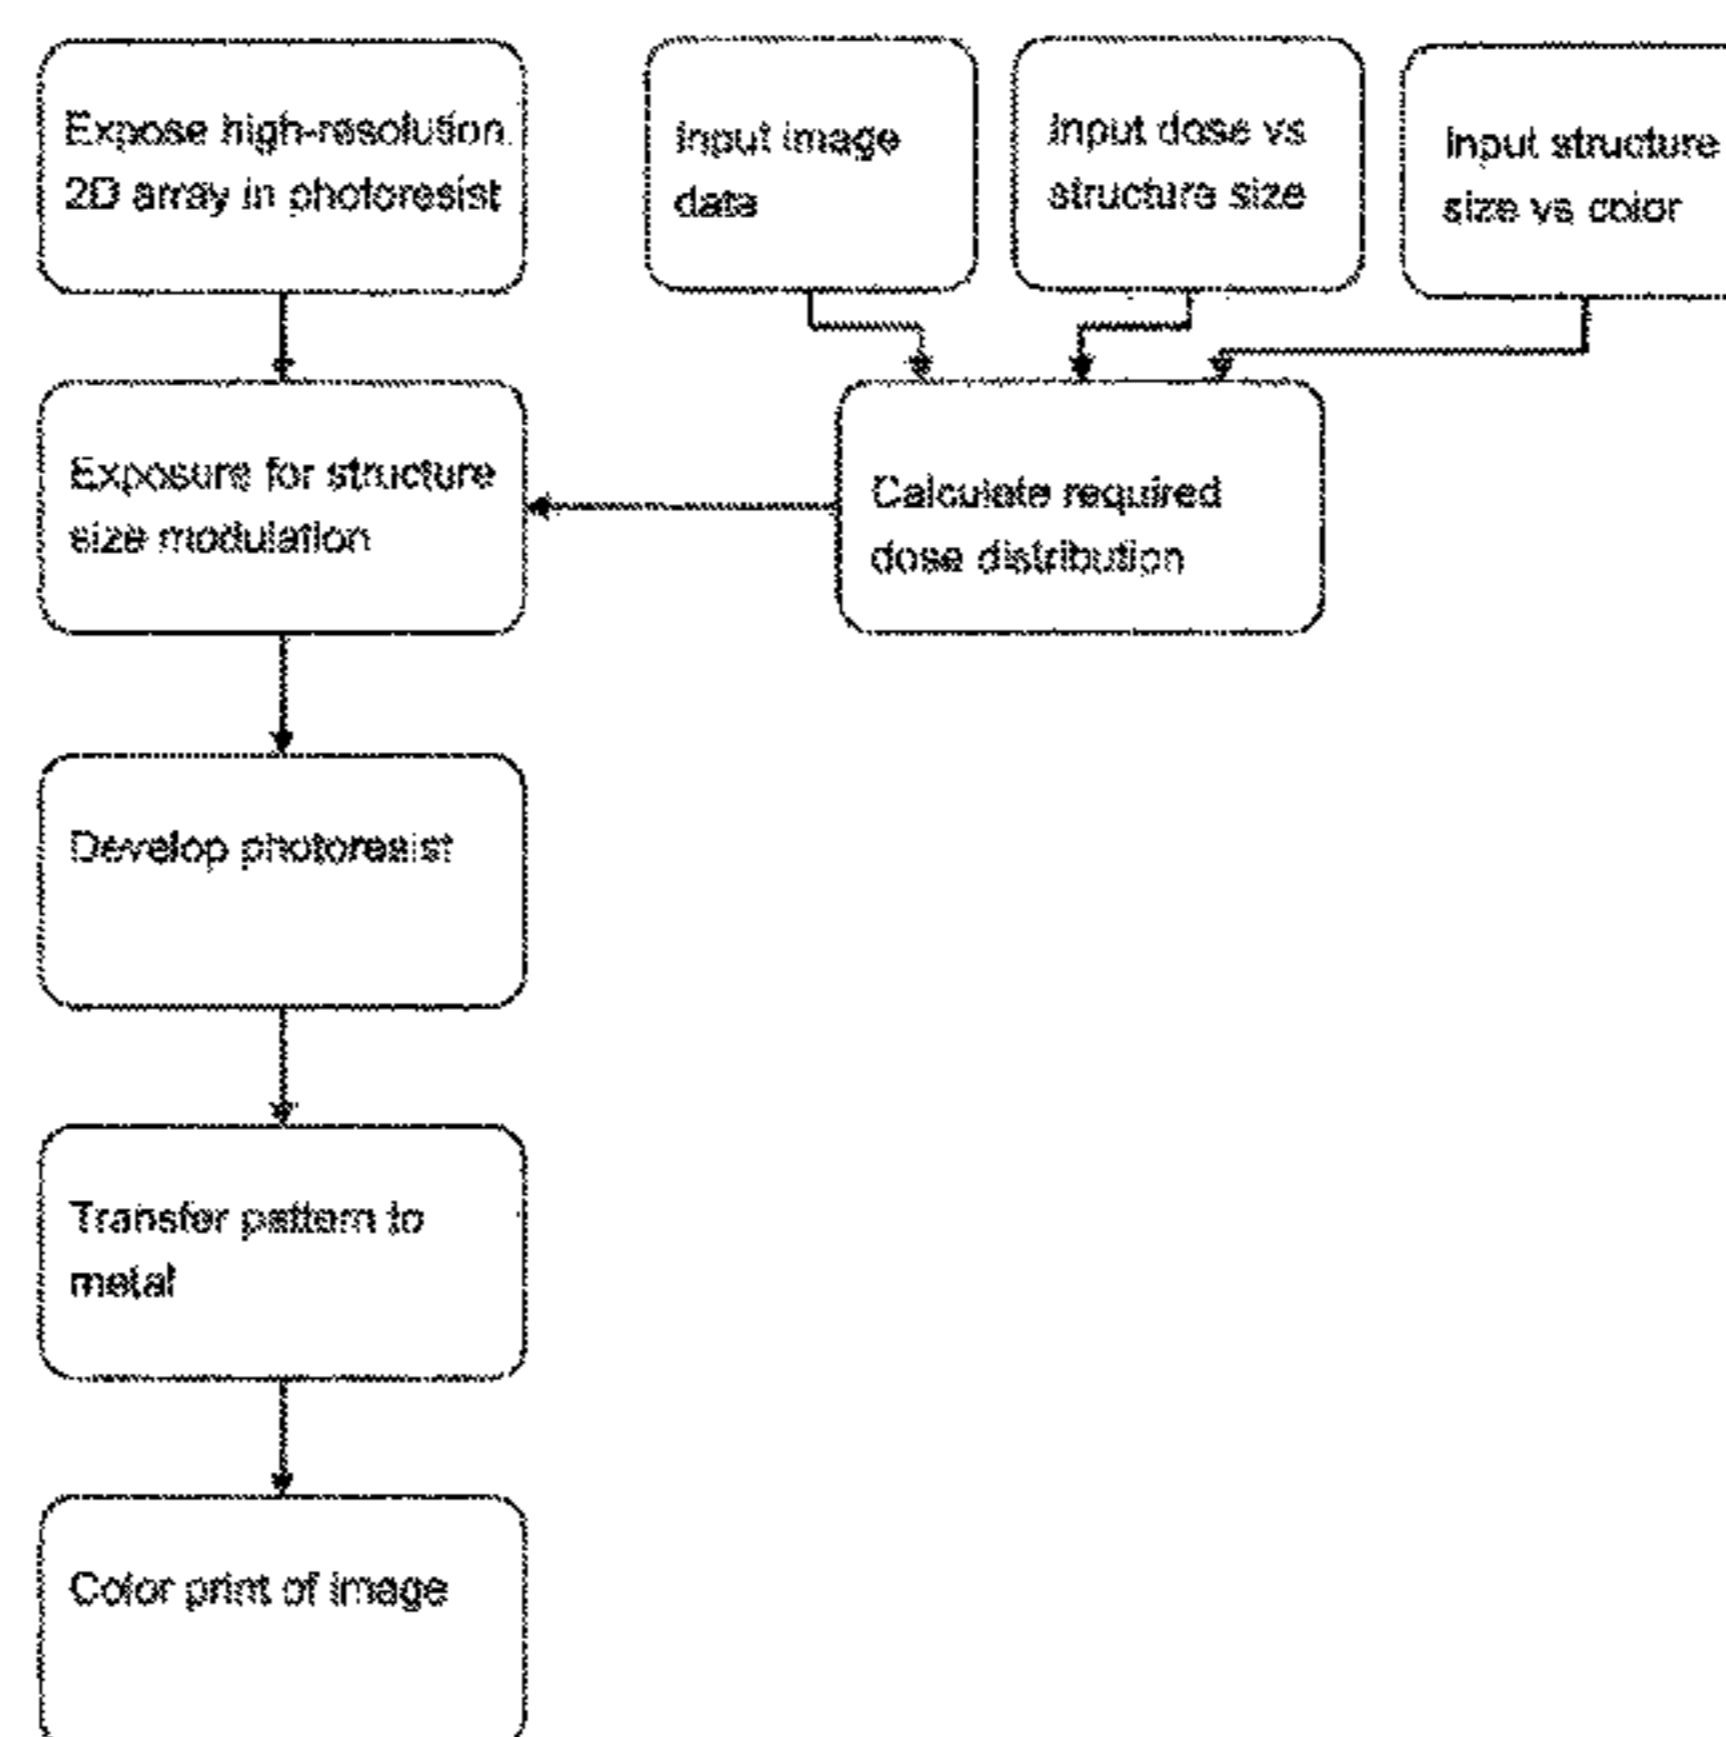 Expose high-resolution
2D array in photoresist
Input image
data
Input dose vs
structure size
Input structure
size vs color
Exposure for structure
size modulation
Calculate required
dose distribution
Develop photoresist
Transfer pattern to
metal
Color print of image